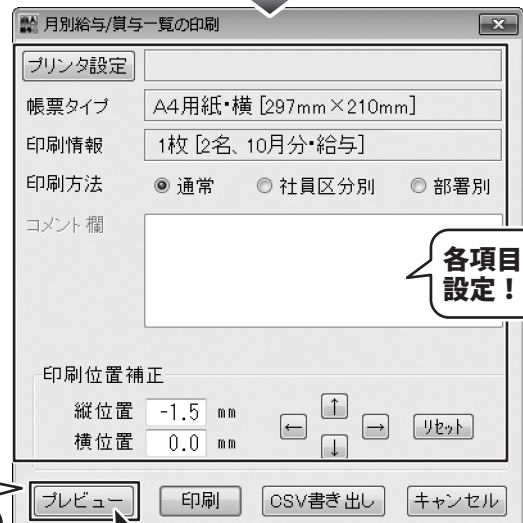 月別給与/賞与一覧の印刷
プリンタ設定
帳票タイプ A4用紙・横 [297mm×210mm]
印刷情報 1枚 [2名、10月分・給与]
印刷方法 通常 社員区分別 部署別
コメント欄
各項目
設定！
印刷位置補正
縦位置 -1.5 mm
横位置 0.0 mm
← ↑ ↓ → リセット
プレビュー 印刷 CSV書き出し キャンセル